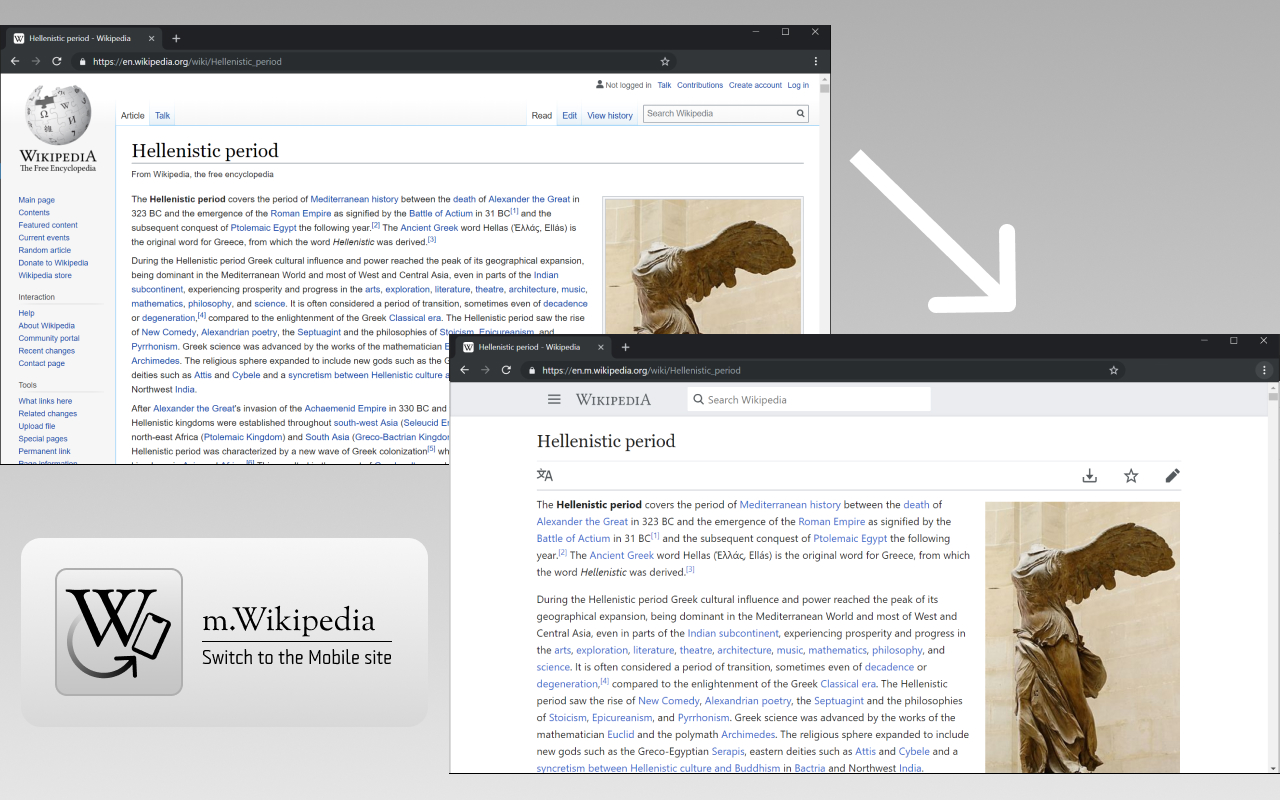 Hellenistic period - Wikipedia
https://en.wikipedia.org/wiki/Hellenistic_period
WIKIPEDIA
The Free Encyclopedia
Main page
Contents
Featured content
Current events
Random article
Donate to Wikipedia
Wikipedia store
Interaction
Help
About Wikipedia
Community portal
Recent changes
Contact page
Tools
What links here
Related changes
Upload file
Special pages
Permanent link
Page information
Not logged in Talk Contributions Create account Log in
Article Talk Read Edit View history Search Wikipedia
Hellenistic period
From Wikipedia, the free encyclopedia
The Hellenistic period covers the period of Mediterranean history between the death of Alexander the Great in
323 BC and the emergence of the Roman Empire as signified by the Battle of Actium in 31 BC[1] and the
subsequent conquest of Ptolemaic Egypt the following year.[2] The Ancient Greek word Hellas (Ἑλλάς, Ellás) is
the original word for Greece, from which the word Hellenistic was derived.[3]
During the Hellenistic period Greek cultural influence and power reached the peak of its geographical expansion,
being dominant in the Mediterranean World and most of West and Central Asia, even in parts of the Indian
subcontinent, experiencing prosperity and progress in the arts, exploration, literature, theatre, architecture, music,
mathematics, philosophy, and science. It is often considered a period of transition, sometimes even of decadence
or degeneration,[4] compared to the enlightenment of the Greek Classical era. The Hellenistic period saw the rise
of New Comedy, Alexandrian poetry, the Septuagint and the philosophies of Stoicism, Epicureanism, and
Pyrrhonism. Greek science was advanced by the works of the mathematician
Archimedes. The religious sphere expanded to include new gods such as the
deities such as Attis and Cybele and a syncretism between Hellenistic culture
Northwest India.
After Alexander the Great's invasion of the Achaemenid Empire in 330 BC and
Hellenistic kingdoms were established throughout south-west Asia (Seleucid
north-east Africa (Ptolemaic Kingdom) and South Asia (Greco-Bactrian
Hellenistic period was characterized by a new wave of Greek colonization[5]
Hellenistic period - Wikipedia
https://en.m.wikipedia.org/wiki/Hellenistic_period
WIKIPEDIA Search Wikipedia
Hellenistic period
The Hellenistic period covers the period of Mediterranean history between the death of
Alexander the Great in 323 BC and the emergence of the Roman Empire as signified by the
Battle of Actium in 31 BC[1] and the subsequent conquest of Ptolemaic Egypt the following
year.[2] The Ancient Greek word Hellas (Ἑλλάς, Ellás) is the original word for Greece, from which
the word Hellenistic was derived.[3]
During the Hellenistic period Greek cultural influence and power reached the peak of its
geographical expansion, being dominant in the Mediterranean World and most of West and
Central Asia, even in parts of the Indian subcontinent, experiencing prosperity and progress in
the arts, exploration, literature, theatre, architecture, music, mathematics, philosophy, and
science. It is often considered a period of transition, sometimes even of decadence or
degeneration,[4] compared to the enlightenment of the Greek Classical era. The Hellenistic
period saw the rise of New Comedy, Alexandrian poetry, the Septuagint and the philosophies
of Stoicism, Epicureanism, and Pyrrhonism. Greek science was advanced by the works of the
mathematician Euclid and the polymath Archimedes. The religious sphere expanded to include
new gods such as the Greco-Egyptian Serapis, eastern deities such as Attis and Cybele and a
syncretism between Hellenistic culture and Buddhism in Bactria and Northwest India.
W
m.Wikipedia
Switch to the Mobile site